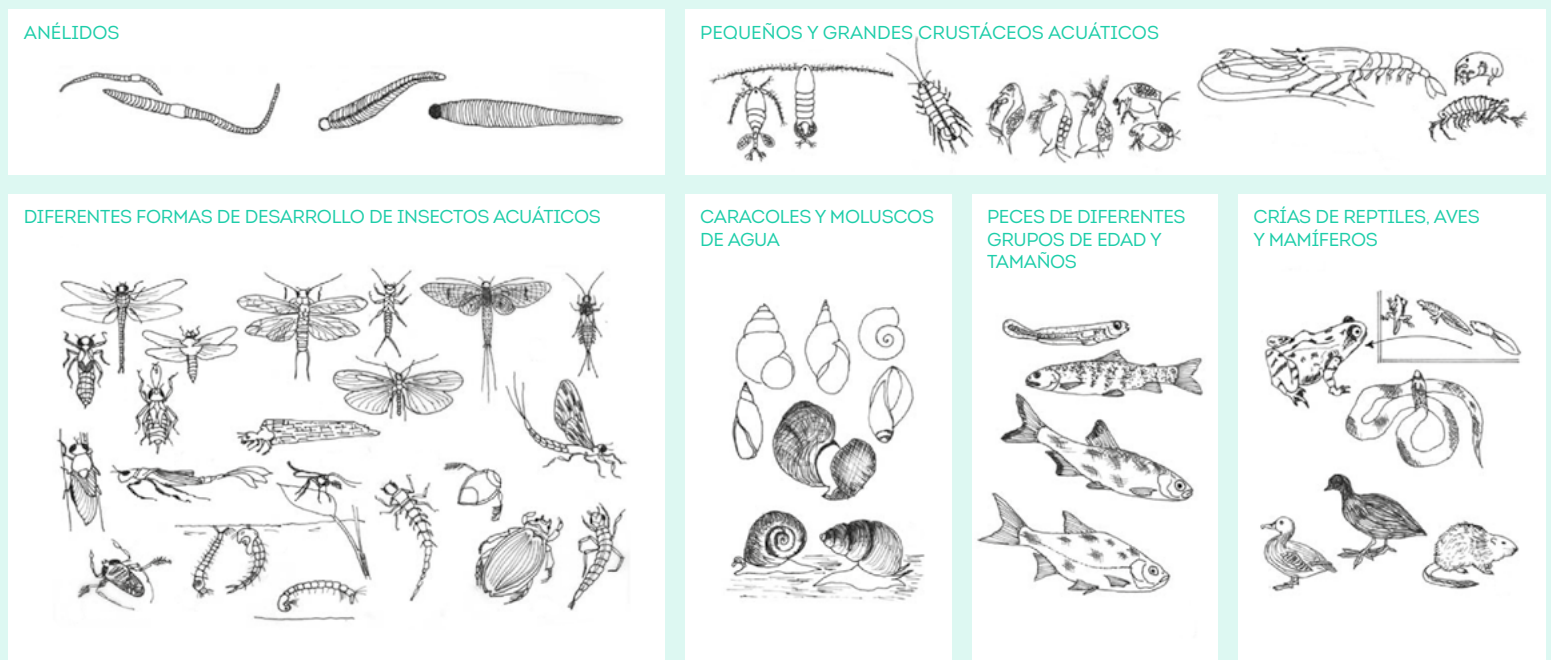 ANÉLIDOS
PEQUEÑOS Y GRANDES CRUSTÁCEOS ACUÁTICOS
DIFERENTES FORMAS DE DESARROLLO DE INSECTOS ACUÁTICOS
CARACOLES Y MOLUSCOS
DE AGUA
PECES DE DIFERENTES
GRUPOS DE EDAD Y
TAMAÑOS
CRÍAS DE REPTILES, AVES
Y MAMÍFEROS